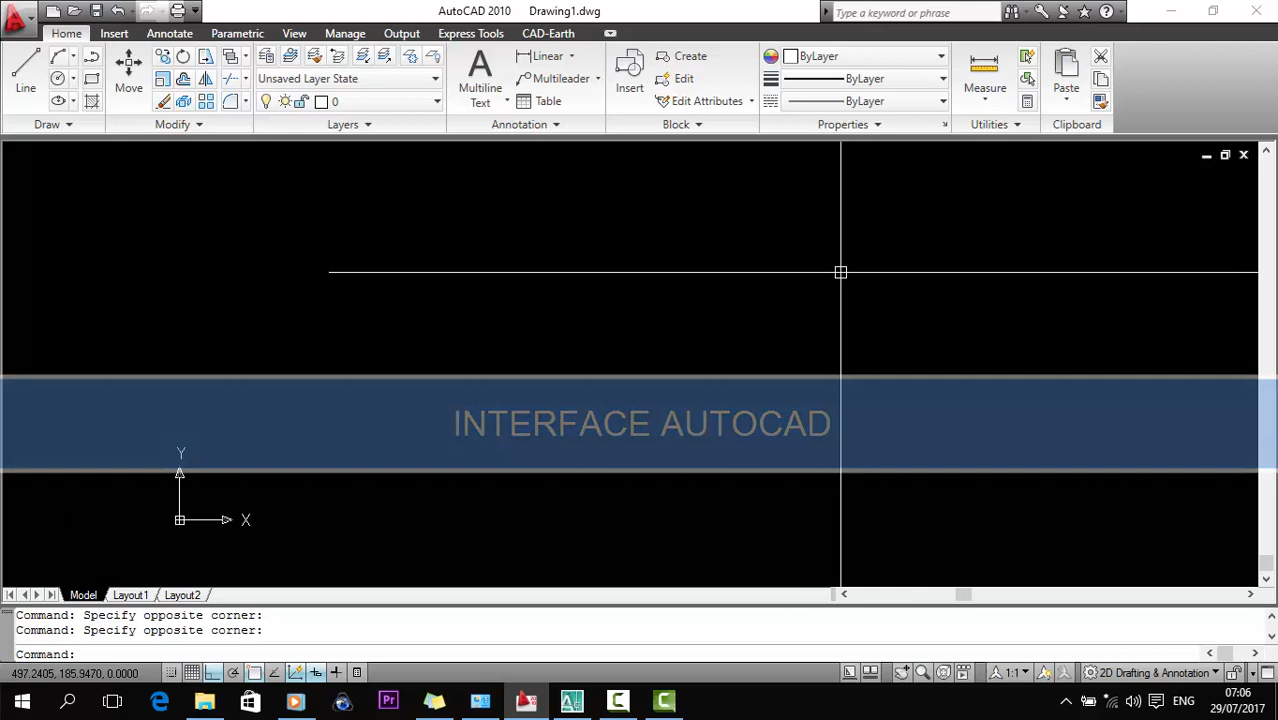 AutoCAD 2010 Drawing1.dwg
Type a keyword or phrase
Home Insert Annotate Parametric View Manage Output Express Tools CAD-Earth
Line
Move
Unsaved Layer State
0
Multiline
Text
Linear
Multileader
Table
Insert
Create
Edit
Edit Attributes
ByLayer
ByLayer
ByLayer
Measure
Paste
Draw Modify Layers Annotation Block Properties Utilities Clipboard
INTERFACE AUTOCAD
Y
X
Model Layout1 Layout2
Command: Specify opposite corner:
Command: Specify opposite corner:
Command:
497.2405, 185.9470, 0.0000
1:1
2D Drafting & Annotation
Pr
ENG
07:06
29/07/2017